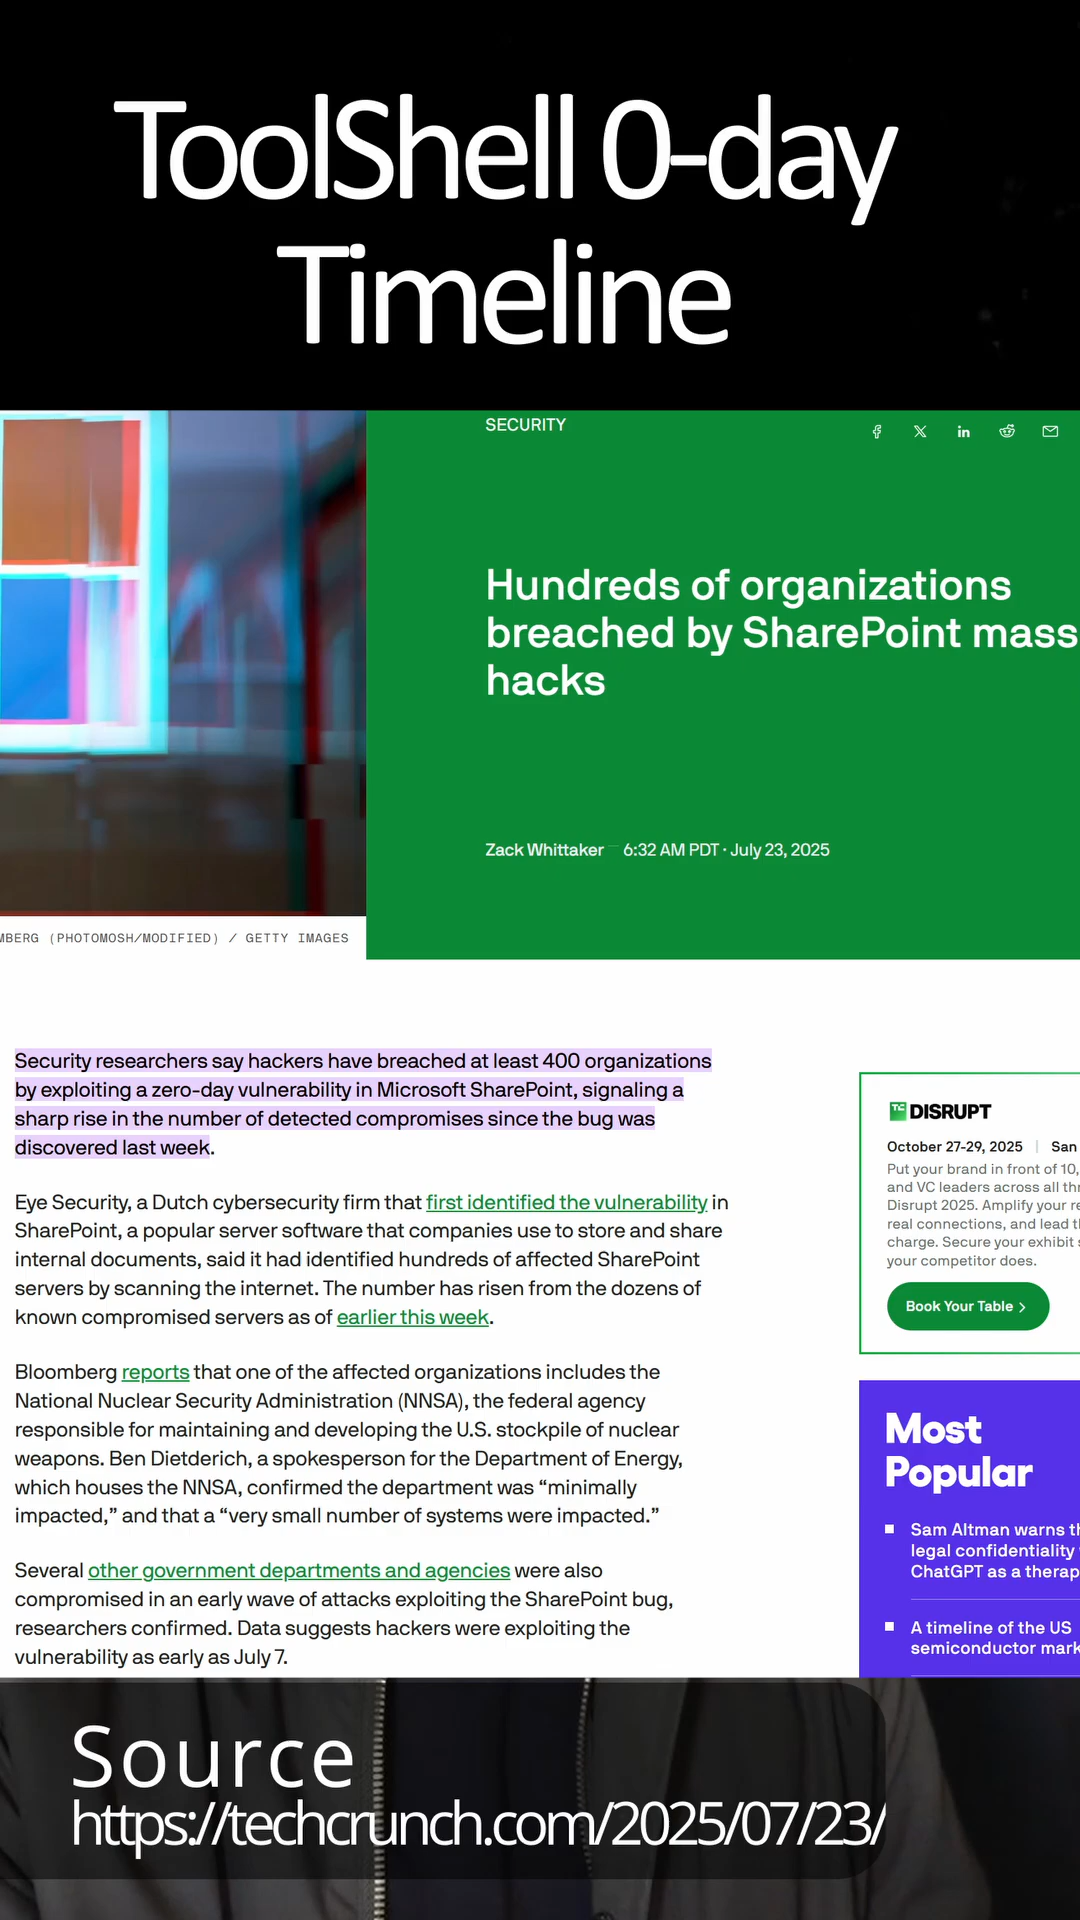 ToolShell 0-day
Timeline
SECURITY
Hundreds of organizations
breached by SharePoint mass
hacks
Zack Whittaker — 6:32 AM PDT · July 23, 2025
(PHOTOMOSH/MODIFIED) / GETTY IMAGES
Security researchers say hackers have breached at least 400 organizations
by exploiting a zero-day vulnerability in Microsoft SharePoint, signaling a
sharp rise in the number of detected compromises since the bug was
discovered last week.
Eye Security, a Dutch cybersecurity firm that first identified the vulnerability in
SharePoint, a popular server software that companies use to store and share
internal documents, said it had identified hundreds of affected SharePoint
servers by scanning the internet. The number has risen from the dozens of
known compromised servers as of earlier this week.
Bloomberg reports that one of the affected organizations includes the
National Nuclear Security Administration (NNSA), the federal agency
responsible for maintaining and developing the U.S. stockpile of nuclear
weapons. Ben Dietderich, a spokesperson for the Department of Energy,
which houses the NNSA, confirmed the department was “minimally
impacted,” and that a “very small number of systems were impacted.”
Several other government departments and agencies were also
compromised in an early wave of attacks exploiting the SharePoint bug,
researchers confirmed. Data suggests hackers were exploiting the
vulnerability as early as July 7.
TC DISRUPT
October 27-29, 2025 | San
Put your brand in front of 10,
and VC leaders across all
Disrupt 2025. Amplify your
real connections, and lead
charge. Secure your exhibit
your competitor does.
Book Your Table
Most
Popular
Sam Altman warns
legal confidentiality
ChatGPT as a
A timeline of the US
semiconductor
Source
https://techcrunch.com/2025/07/23/